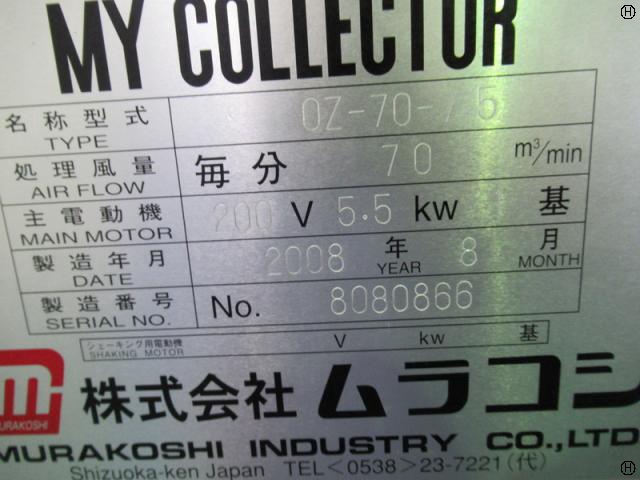 MY COLLECTOR
名称型式 TYPE OZ-70-75
処理風量 AIR FLOW 毎分 70 m³/min
主電動機 MAIN MOTOR 200 V 5.5 kw 基
製造年月 DATE 2008 年 YEAR 8 月 MONTH
製造番号 SERIAL NO. No. 8080866
シェーキング用電動機 SHAKING MOTOR V kw 基
MURAKOSHI 株式会社 ムラコシ
MURAKOSHI INDUSTRY CO.,LTD
Shizuoka-ken Japan TEL<0538>23-7221(代)